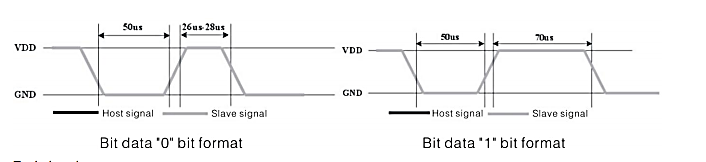 50us 26us-28us
VDD
GND
Host signal Slave signal
Bit data "0" bit format
50us 70us
VDD
GND
Host signal Slave signal
Bit data "1" bit format